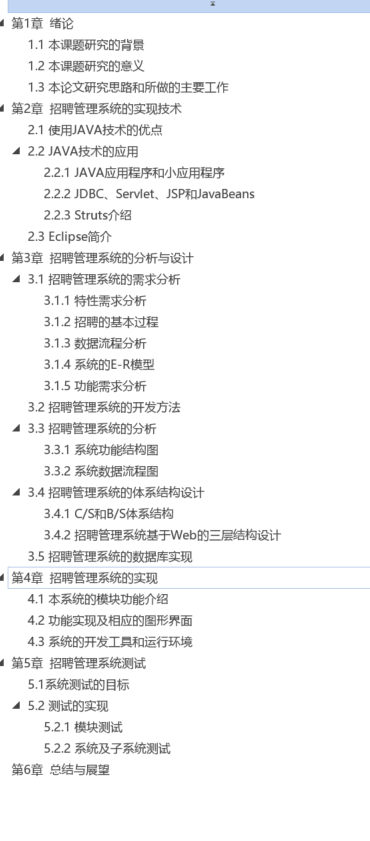 第1章 绪论
1.1 本课题研究的背景
1.2 本课题研究的意义
1.3 本论文研究思路和所做的主要工作
第2章 招聘管理系统的实现技术
2.1 使用JAVA技术的优点
2.2 JAVA技术的应用
2.2.1 JAVA应用程序和小应用程序
2.2.2 JDBC、Servlet、JSP和JavaBeans
2.2.3 Struts介绍
2.3 Eclipse简介
第3章 招聘管理系统的分析与设计
3.1 招聘管理系统的需求分析
3.1.1 特性需求分析
3.1.2 招聘的基本过程
3.1.3 数据流程分析
3.1.4 系统的E-R模型
3.1.5 功能需求分析
3.2 招聘管理系统的开发方法
3.3 招聘管理系统的分析
3.3.1 系统功能结构图
3.3.2 系统数据流程图
3.4 招聘管理系统的体系结构设计
3.4.1 C/S和B/S体系结构
3.4.2 招聘管理系统基于Web的三层结构设计
3.5 招聘管理系统的数据库实现
第4章 招聘管理系统的实现
4.1 本系统的模块功能介绍
4.2 功能实现及相应的图形界面
4.3 系统的开发工具和运行环境
第5章 招聘管理系统测试
5.1系统测试的目标
5.2 测试的实现
5.2.1 模块测试
5.2.2 系统及子系统测试
第6章 总结与展望